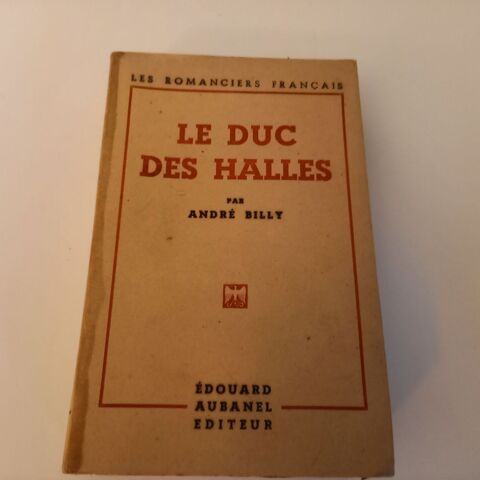 LES ROMANCIERS FRANÇAIS
LE DUC
DES HALLES
PAR
ANDRÉ BILLY
ÉDOUARD
AUBANEL
EDITEUR